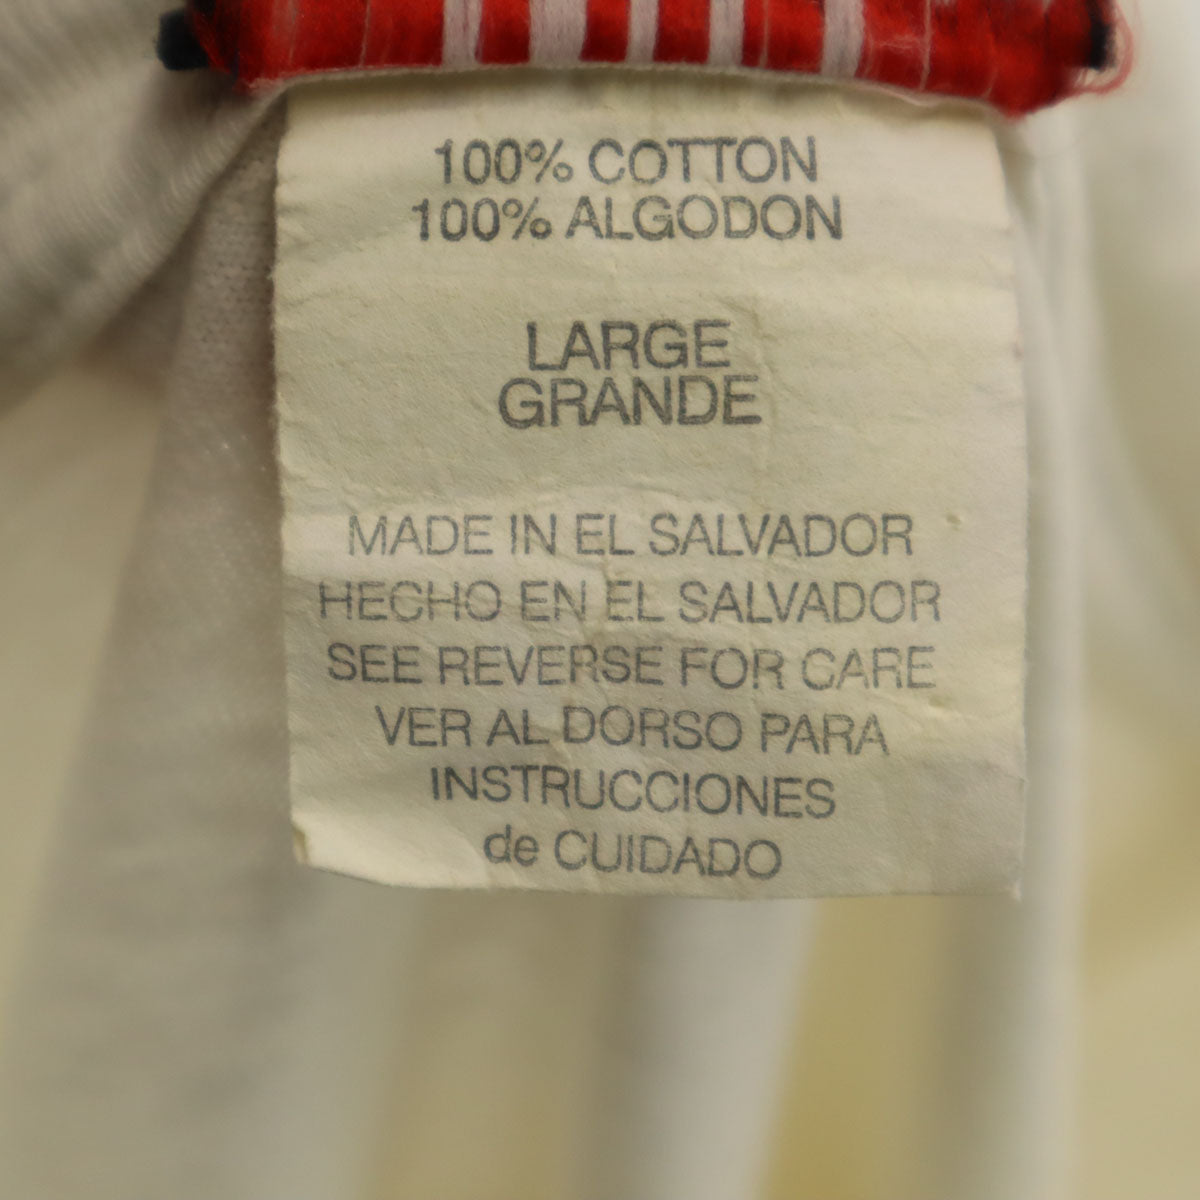 100% COTTON
100% ALGODON
LARGE
GRANDE
MADE IN EL SALVADOR
HECHO EN EL SALVADOR
SEE REVERSE FOR CARE
VER AL DORSO PARA
INSTRUCCIONES
de CUIDADO